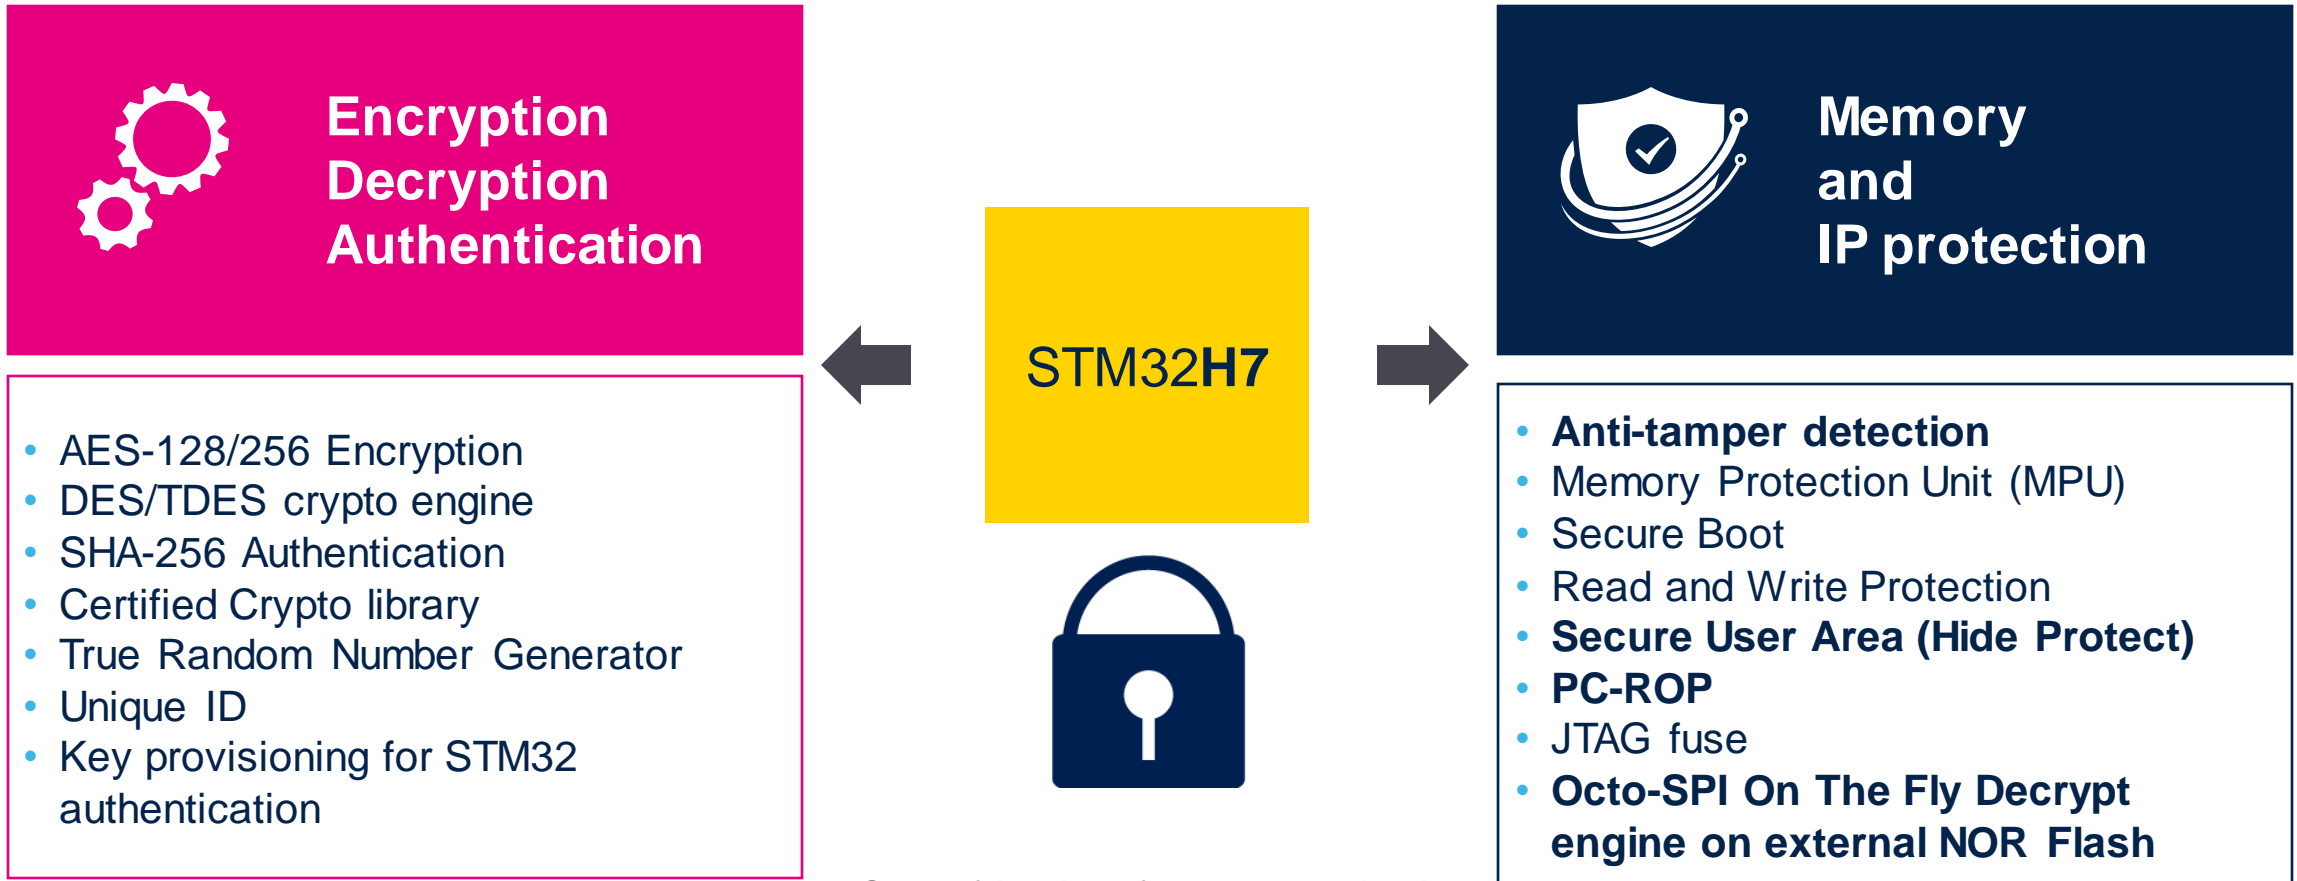 Encryption
Decryption
Authentication
• AES-128/256 Encryption
• DES/TDES crypto engine
• SHA-256 Authentication
• Certified Crypto library
• True Random Number Generator
• Unique ID
• Key provisioning for STM32
authentication
STM32H7
Memory
and
IP protection
• Anti-tamper detection
• Memory Protection Unit (MPU)
• Secure Boot
• Read and Write Protection
• Secure User Area (Hide Protect)
• PC-ROP
• JTAG fuse
• Octo-SPI On The Fly Decrypt
engine on external NOR Flash